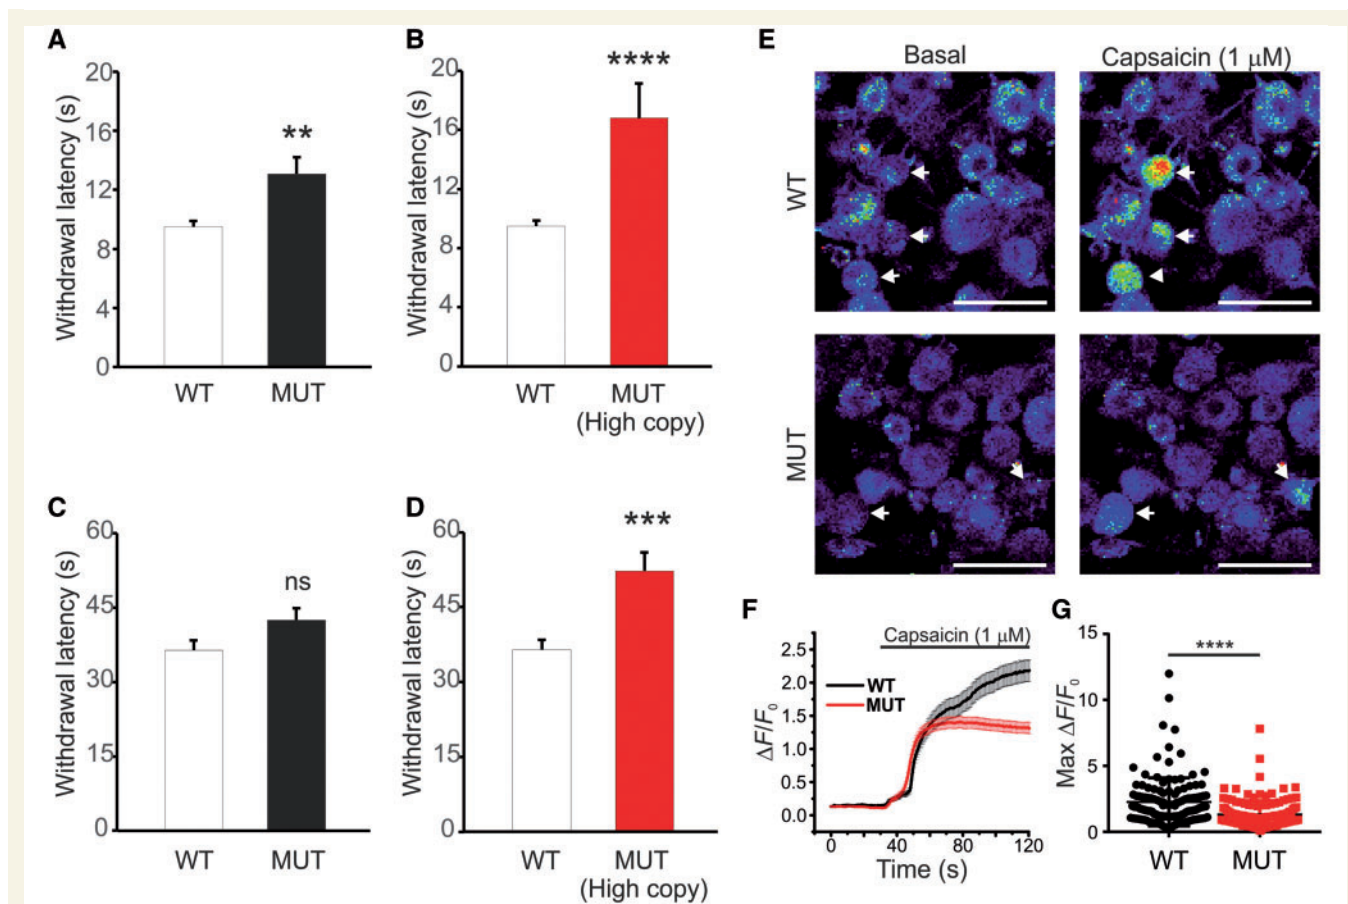 A
Withdrawal latency (s)
20
16
12
8
4
0
**
WT
MUT
B
Withdrawal latency (s)
20
16
12
8
4
0
****
WT
MUT
(High copy)
C
Withdrawal latency (s)
60
45
30
15
0
ns
WT
MUT
D
Withdrawal latency (s)
60
45
30
15
0
***
WT
MUT
(High copy)
E
Basal
Capsaicin (1 μM)
WT
MUT
F
Capsaicin (1 μM)
WT
MUT
ΔF/F0
2.5
2.0
1.5
1.0
0.5
0.0
0
40
80
120
Time (s)
G
Max ΔF/F0
15
10
5
0
****
WT
MUT